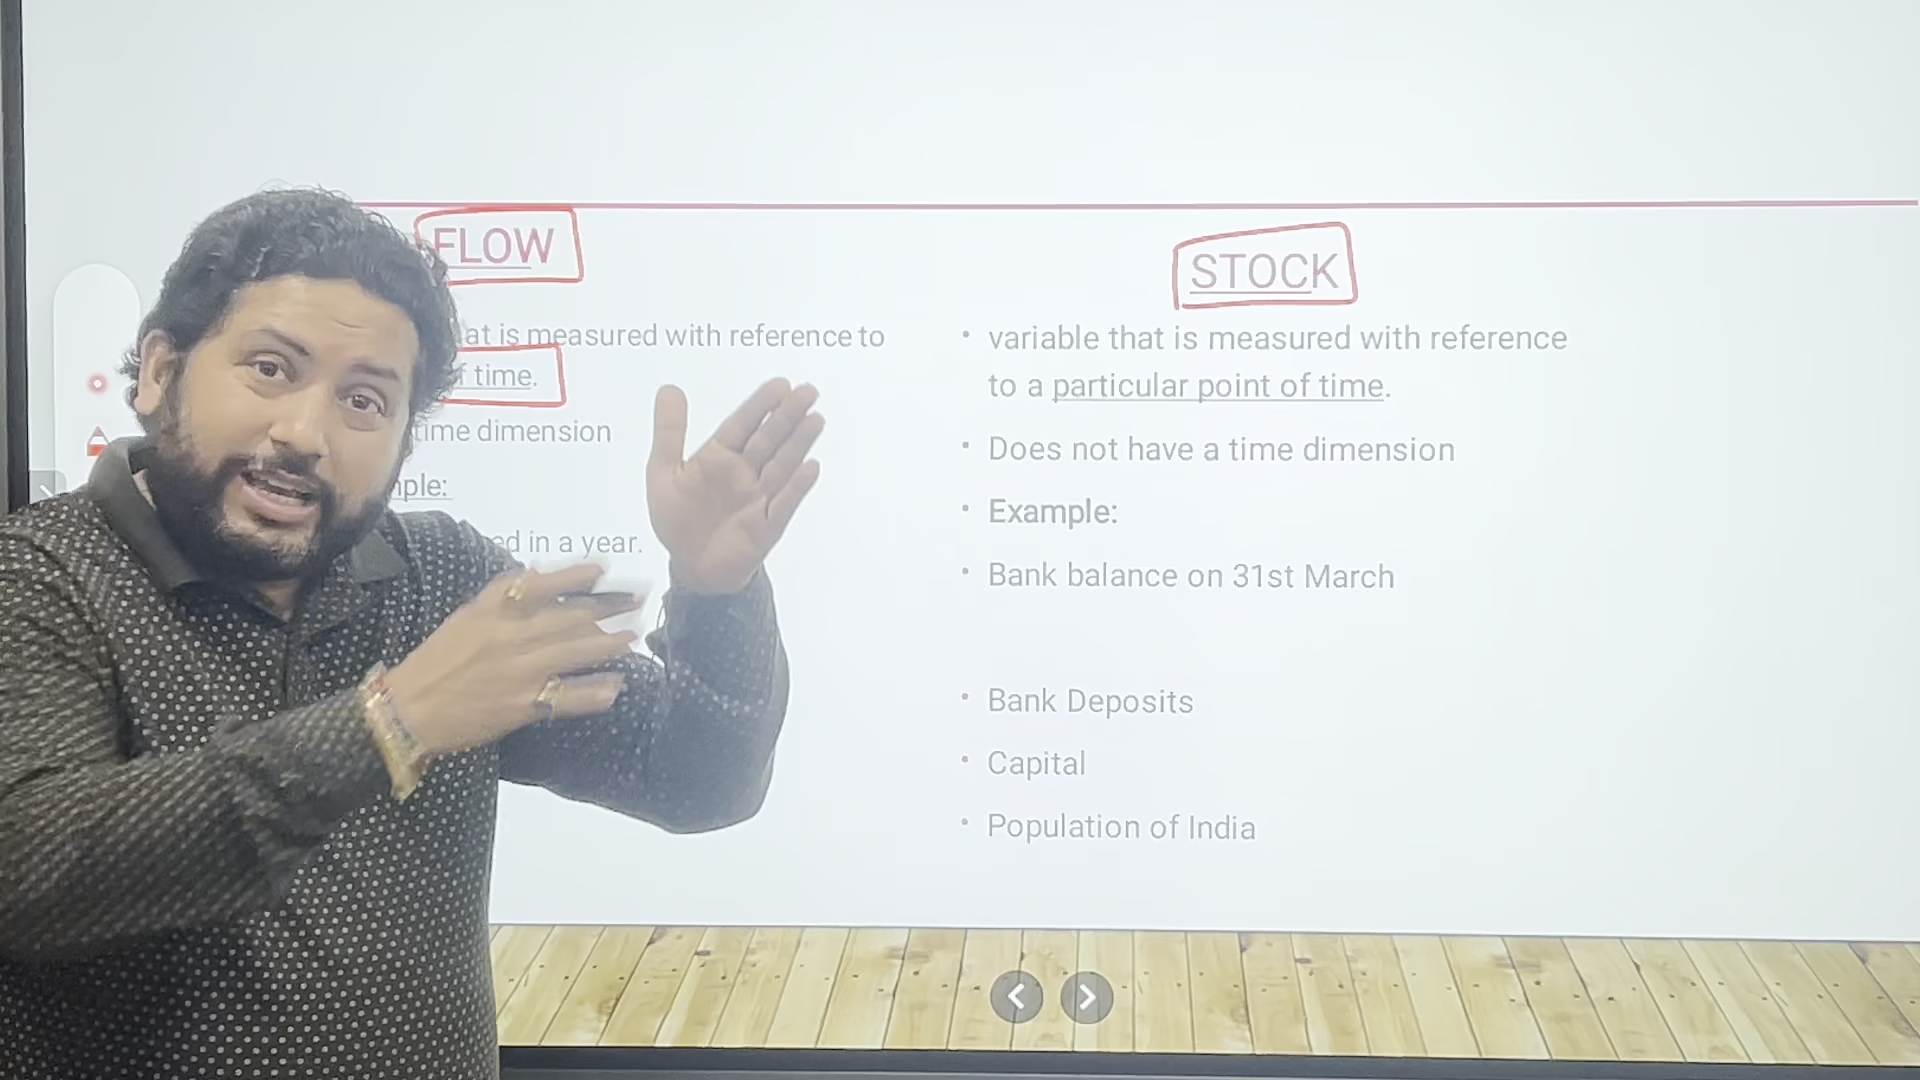 FLOW
is measured with reference to
time.
time dimension
in a year.
STOCK
• variable that is measured with reference
to a particular point of time.
• Does not have a time dimension
• Example:
• Bank balance on 31st March
• Bank Deposits
• Capital
• Population of India